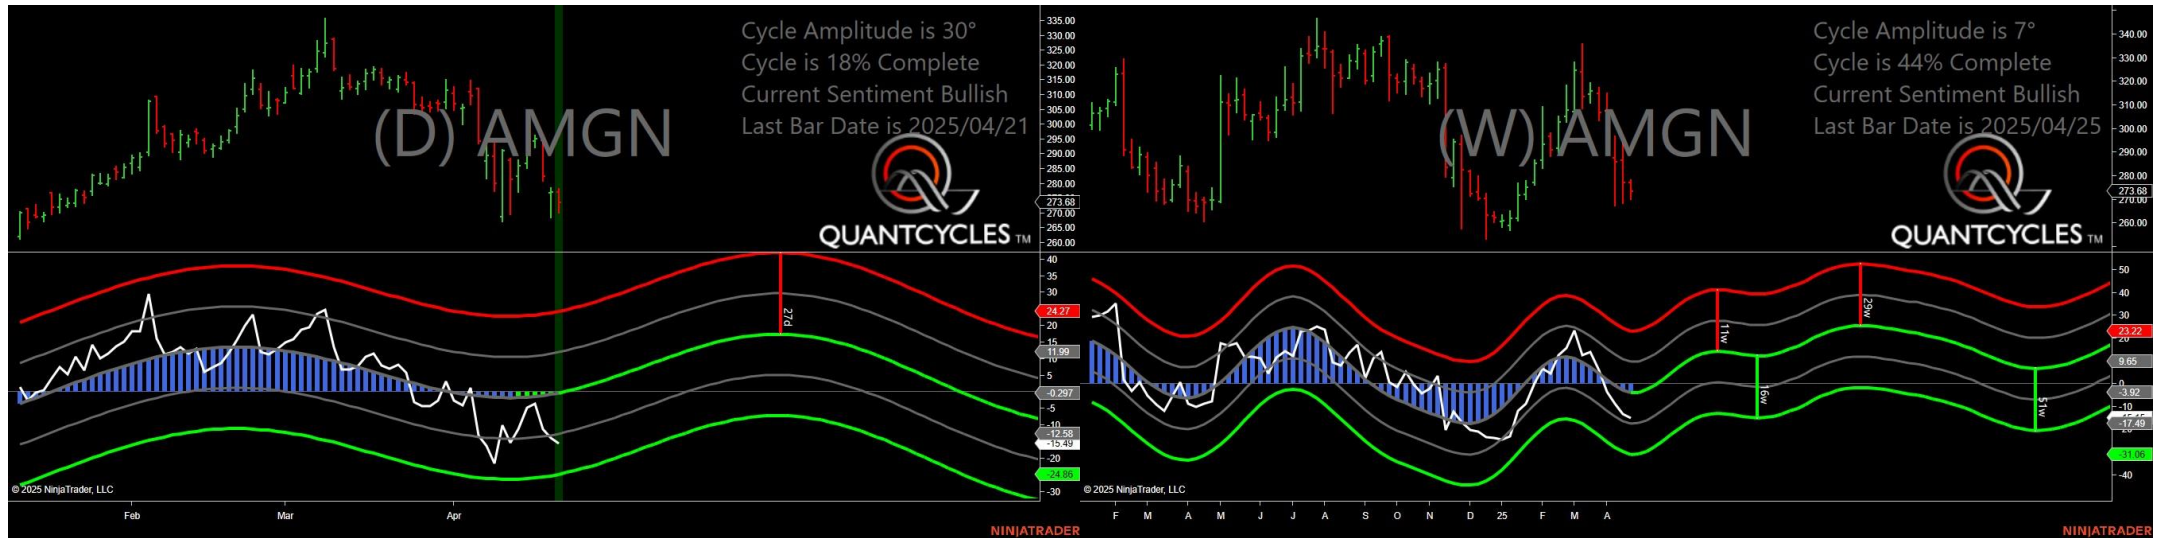 Cycle Amplitude is 30°
Cycle is 18% Complete
Current Sentiment Bullish
Last Bar Date is 2025/04/21
(D) AMGN
QUANTCYCLES TM
335.00
330.00
325.00
320.00
315.00
310.00
305.00
300.00
295.00
290.00
285.00
280.00
273.68
270.00
265.00
260.00
40
35
30
24.27
20
15
11.99
5
-0.297
-5
-10
-12.58
-15.49
-20
-24.86
-30
27d
© 2025 NinjaTrader, LLC
Feb
Mar
Apr
NINJATRADER
Cycle Amplitude is 7°
Cycle is 44% Complete
Current Sentiment Bullish
Last Bar Date is 2025/04/25
(W) AMGN
QUANTCYCLES TM
340.00
330.00
320.00
310.00
300.00
290.00
280.00
273.68
270.00
260.00
50
40
30
23.22
20
9.65
0
-3.92
-10
-17.49
-31.06
-40
11w
16w
29w
51w
© 2025 NinjaTrader, LLC
F
M
A
M
J
J
A
S
O
N
D
25
F
M
A
NINJATRADER